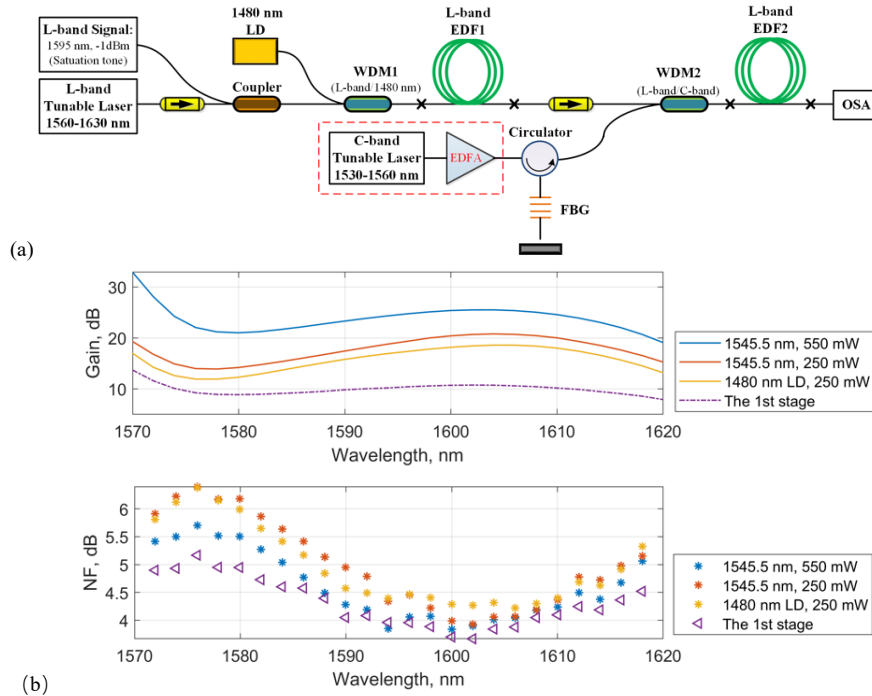 L-band Signal:
1595 nm, -1dBm
(Satuation tone)
L-band
Tunable Laser
1560-1630 nm
1480 nm
LD
Coupler
WDM1
(L-band/1480 nm)
L-band
EDF1
WDM2
(L-band/C-band)
L-band
EDF2
OSA
C-band
Tunable Laser
1530-1560 nm
EDFA
Circulator
FBG
(a)
Gain, dB
30
20
10
1570
1580
1590
1600
1610
1620
Wavelength, nm
1545.5 nm, 550 mW
1545.5 nm, 250 mW
1480 nm LD, 250 mW
The 1st stage
NF, dB
6
5.5
5
4.5
4
1570
1580
1590
1600
1610
1620
Wavelength, nm
1545.5 nm, 550 mW
1545.5 nm, 250 mW
1480 nm LD, 250 mW
The 1st stage
（b）